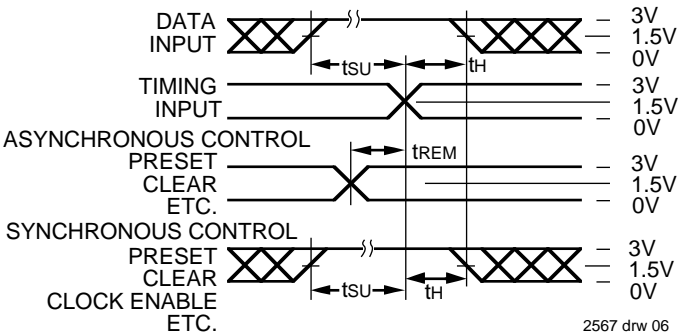 DATA INPUT
3V
1.5V
0V
tSU
tH
TIMING INPUT
3V
1.5V
0V
ASYNCHRONOUS CONTROL
PRESET
CLEAR
ETC.
tREM
3V
1.5V
0V
SYNCHRONOUS CONTROL
PRESET
CLEAR
CLOCK ENABLE
ETC.
tSU
tH
3V
1.5V
0V
2567 drw 06